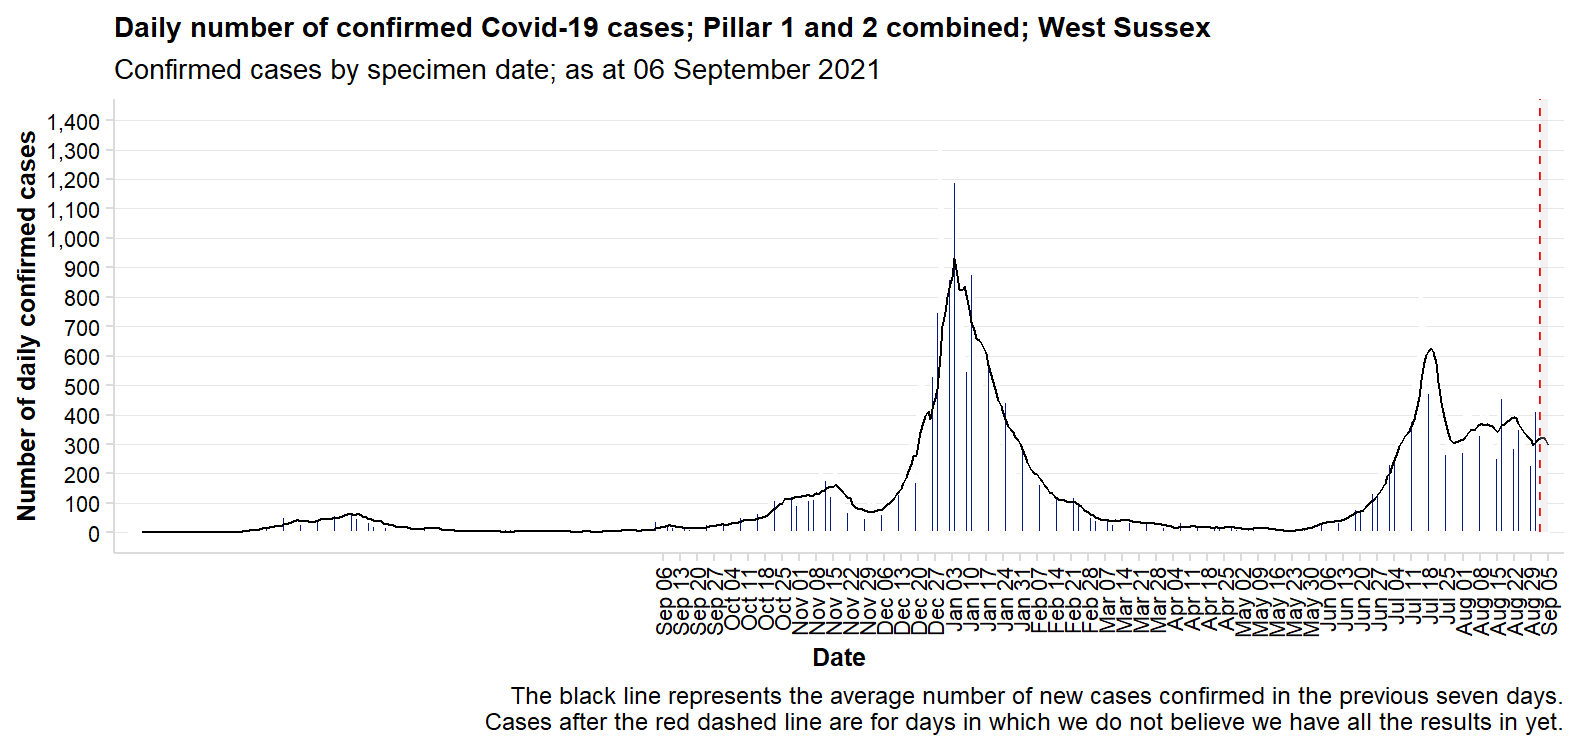 Daily number of confirmed Covid-19 cases; Pillar 1 and 2 combined; West Sussex
Confirmed cases by specimen date; as at 06 September 2021
Number of daily confirmed cases
1,400
1,300
1,200
1,100
1,000
900
800
700
600
500
400
300
200
100
0
Sep 06
Sep 13
Sep 20
Sep 27
Oct 04
Oct 11
Oct 18
Oct 25
Nov 01
Nov 08
Nov 15
Nov 22
Nov 29
Dec 06
Dec 13
Dec 20
Dec 27
Jan 03
Jan 10
Jan 17
Jan 24
Jan 31
Feb 07
Feb 14
Feb 21
Feb 28
Mar 07
Mar 14
Mar 21
Mar 28
Apr 04
Apr 11
Apr 18
Apr 25
May 02
May 09
May 16
May 23
May 30
Jun 06
Jun 13
Jun 20
Jun 27
Jul 04
Jul 11
Jul 18
Jul 25
Aug 01
Aug 08
Aug 15
Aug 22
Aug 29
Sep 05
Date
The black line represents the average number of new cases confirmed in the previous seven days.
Cases after the red dashed line are for days in which we do not believe we have all the results in yet.